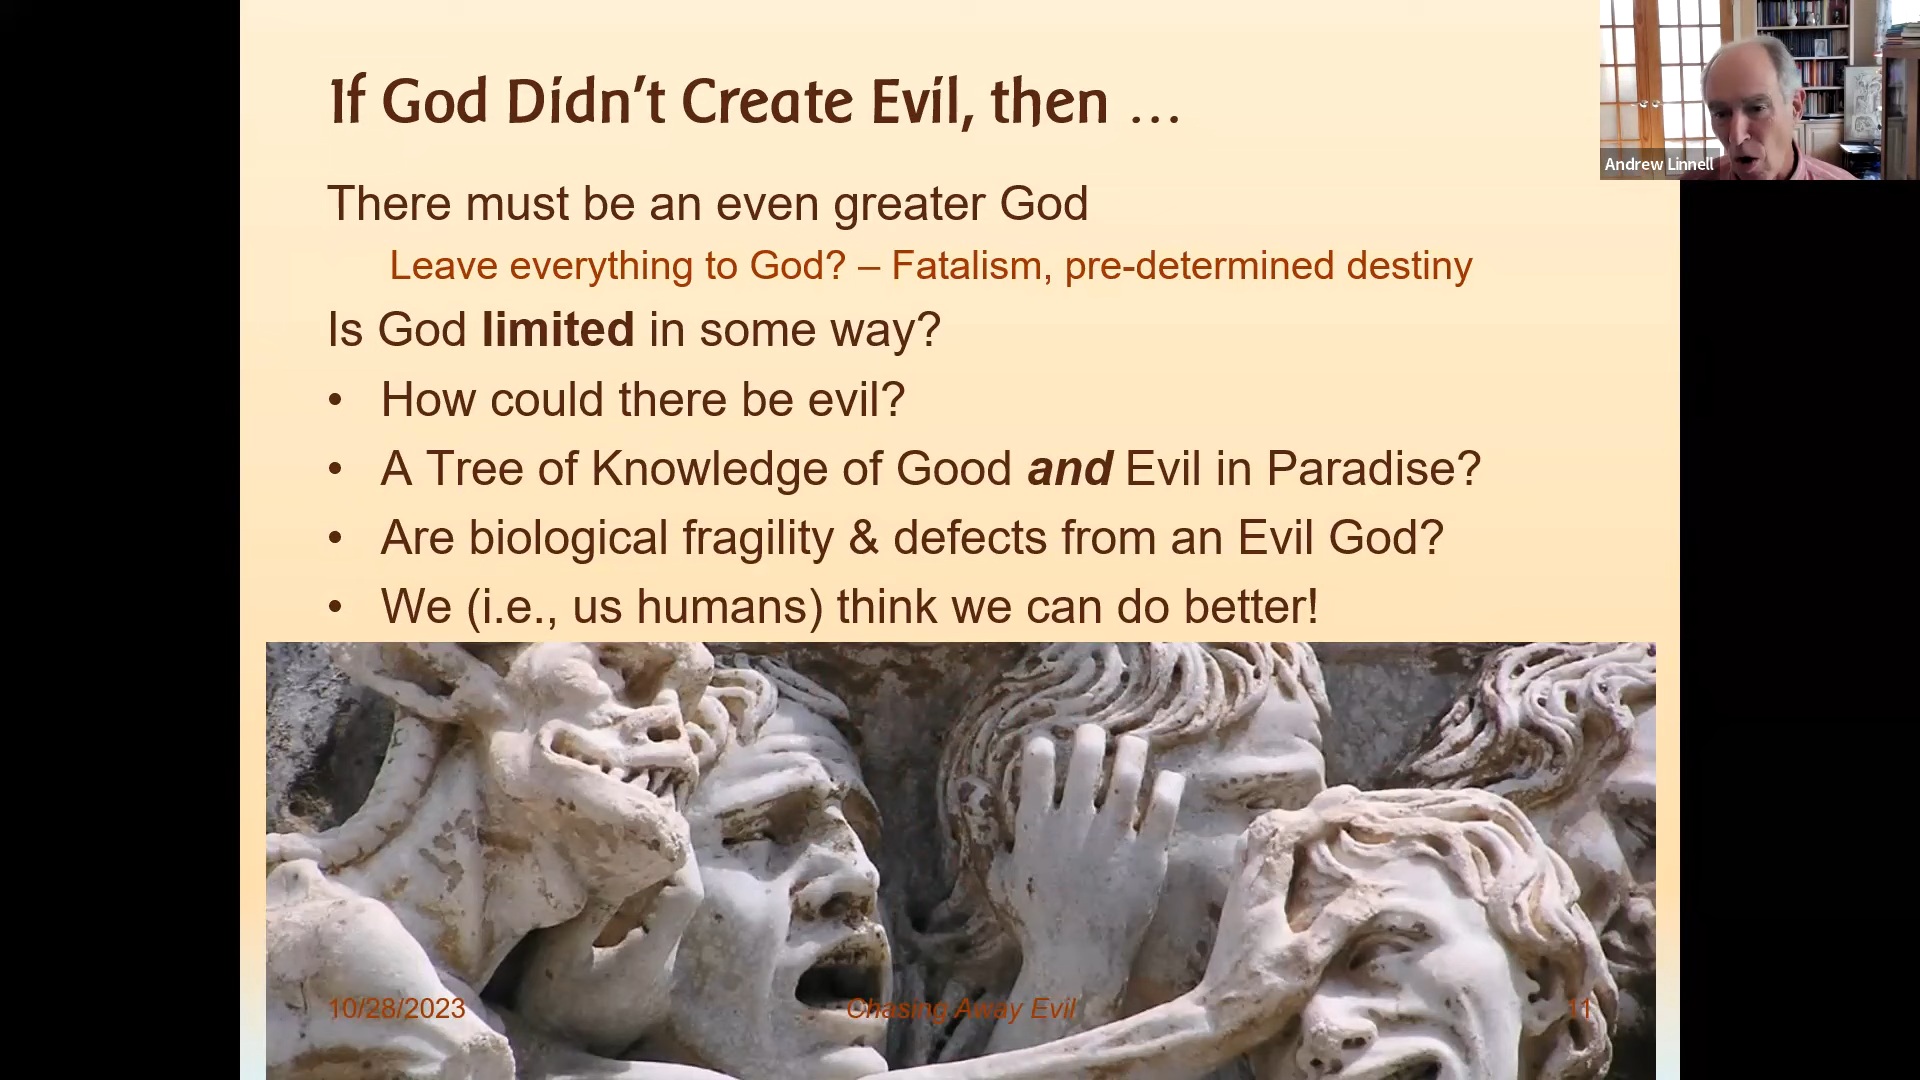 If God Didn't Create Evil, then …
Andrew Linnell
There must be an even greater God
Leave everything to God? – Fatalism, pre-determined destiny
Is God limited in some way?
• How could there be evil?
• A Tree of Knowledge of Good and Evil in Paradise?
• Are biological fragility & defects from an Evil God?
• We (i.e., us humans) think we can do better!
10/28/2023
Chasing Away Evil
11